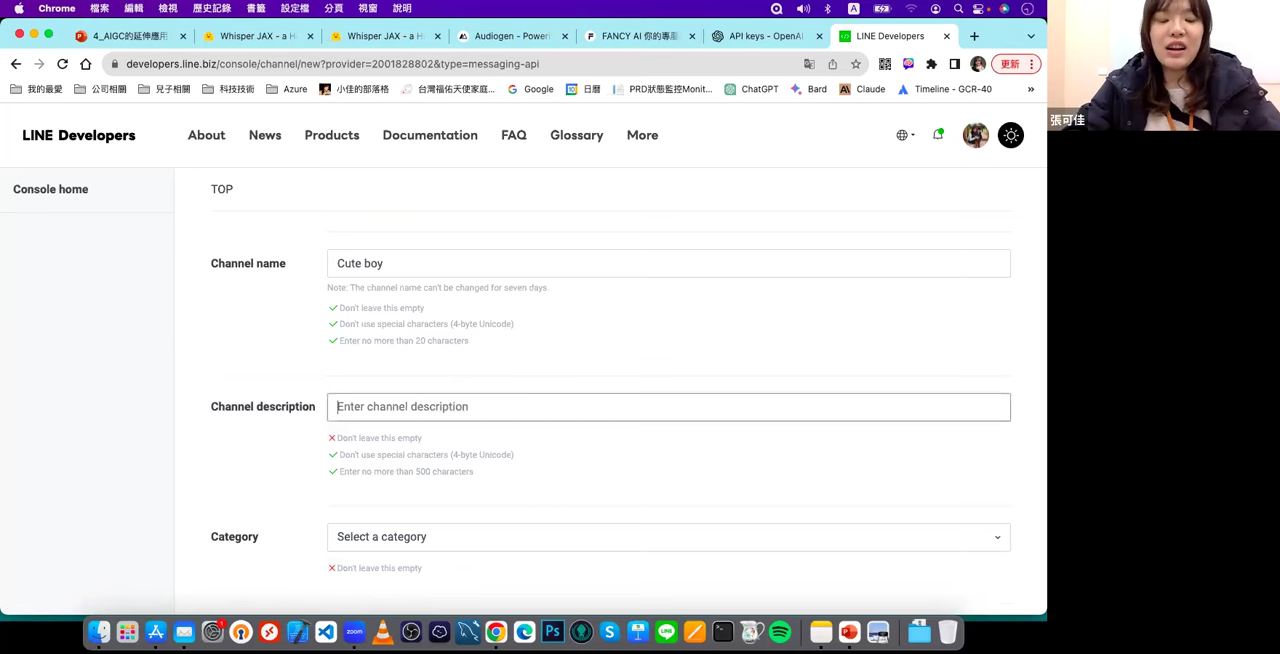 Chrome 檔案 編輯 檢視 歷史記錄 書籤 設定檔 分頁 視窗 說明 A
4_AIGC的延伸應用 Whisper JAX - a H Whisper JAX - a H Audiogen - Power FANCY AI 你的專屬 API keys - OpenAI LINE Developers
developers.line.biz/console/channel/new?provider=2001828802&type=messaging-api 更新
我的最愛 公司相關 兒子相關 科技技術 Azure 小佳的部落格 台灣福佑天使家庭... Google 日曆 PRD狀態監控Monit... ChatGPT Bard Claude Timeline - GCR-40 »
張可佳
LINE Developers About News Products Documentation FAQ Glossary More
Console home
TOP
Channel name Cute boy
Note: The channel name can't be changed for seven days.
Don't leave this empty
Don't use special characters (4-byte Unicode)
Enter no more than 20 characters
Channel description Enter channel description
Don't leave this empty
Don't use special characters (4-byte Unicode)
Enter no more than 500 characters
Category Select a category
Don't leave this empty
zoom Ps